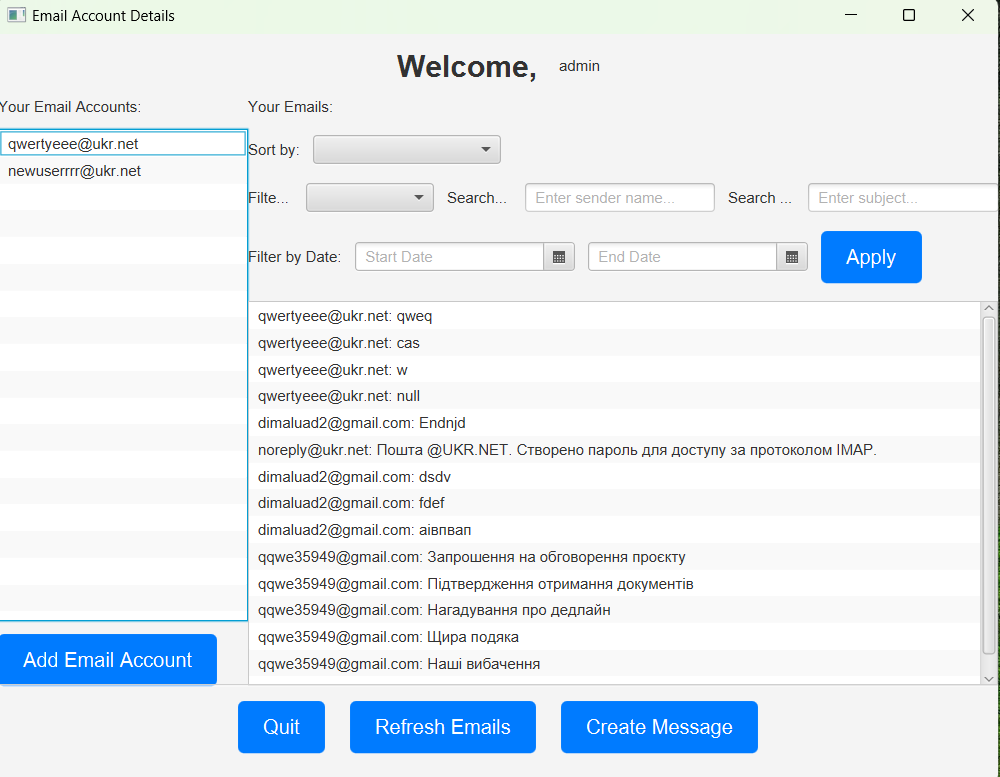 Email Account Details
Welcome, admin
Your Email Accounts:
qwertyeee@ukr.net
newuserrrr@ukr.net
Add Email Account
Your Emails:
Sort by:
Filte... Search... Enter sender name... Search ... Enter subject...
Filter by Date: Start Date End Date Apply
qwertyeee@ukr.net: qweq
qwertyeee@ukr.net: cas
qwertyeee@ukr.net: w
qwertyeee@ukr.net: null
dimaluad2@gmail.com: Endnjd
noreply@ukr.net: Пошта @UKR.NET. Створено пароль для доступу за протоколом IMAP.
dimaluad2@gmail.com: dsdv
dimaluad2@gmail.com: fdef
dimaluad2@gmail.com: аівпвап
qqwe35949@gmail.com: Запрошення на обговорення проєкту
qqwe35949@gmail.com: Підтвердження отримання документів
qqwe35949@gmail.com: Нагадування про дедлайн
qqwe35949@gmail.com: Щира подяка
qqwe35949@gmail.com: Наші вибачення
Quit Refresh Emails Create Message